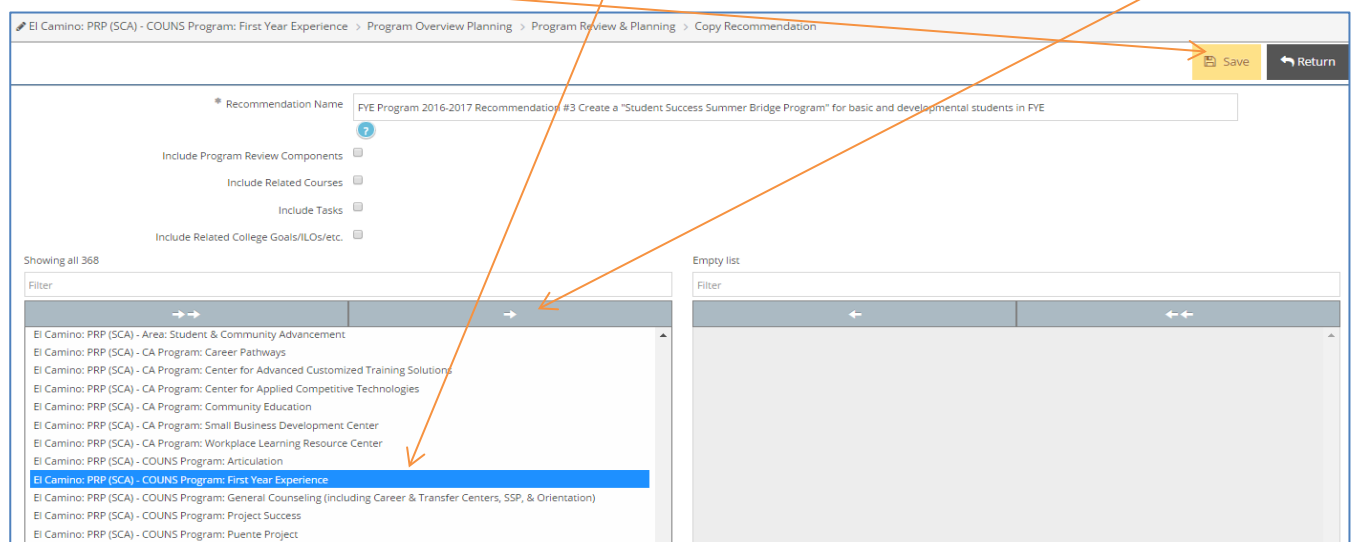 El Camino: PRP (SCA) - COUNS Program: First Year Experience > Program Overview Planning > Program Review & Planning > Copy Recommendation
Save Return
* Recommendation Name FYE Program 2016-2017 Recommendation #3 Create a "Student Success Summer Bridge Program" for basic and developmental students in FYE
?
Include Program Review Components
Include Related Courses
Include Tasks
Include Related College Goals/ILOs/etc.
Showing all 368
Filter
El Camino: PRP (SCA) - Area: Student & Community Advancement
El Camino: PRP (SCA) - CA Program: Career Pathways
El Camino: PRP (SCA) - CA Program: Center for Advanced Customized Training Solutions
El Camino: PRP (SCA) - CA Program: Center for Applied Competitive Technologies
El Camino: PRP (SCA) - CA Program: Community Education
El Camino: PRP (SCA) - CA Program: Small Business Development Center
El Camino: PRP (SCA) - CA Program: Workplace Learning Resource Center
El Camino: PRP (SCA) - COUNS Program: Articulation
El Camino: PRP (SCA) - COUNS Program: First Year Experience
El Camino: PRP (SCA) - COUNS Program: General Counseling (including Career & Transfer Centers, SSP, & Orientation)
El Camino: PRP (SCA) - COUNS Program: Project Success
El Camino: PRP (SCA) - COUNS Program: Puente Project
Empty list
Filter